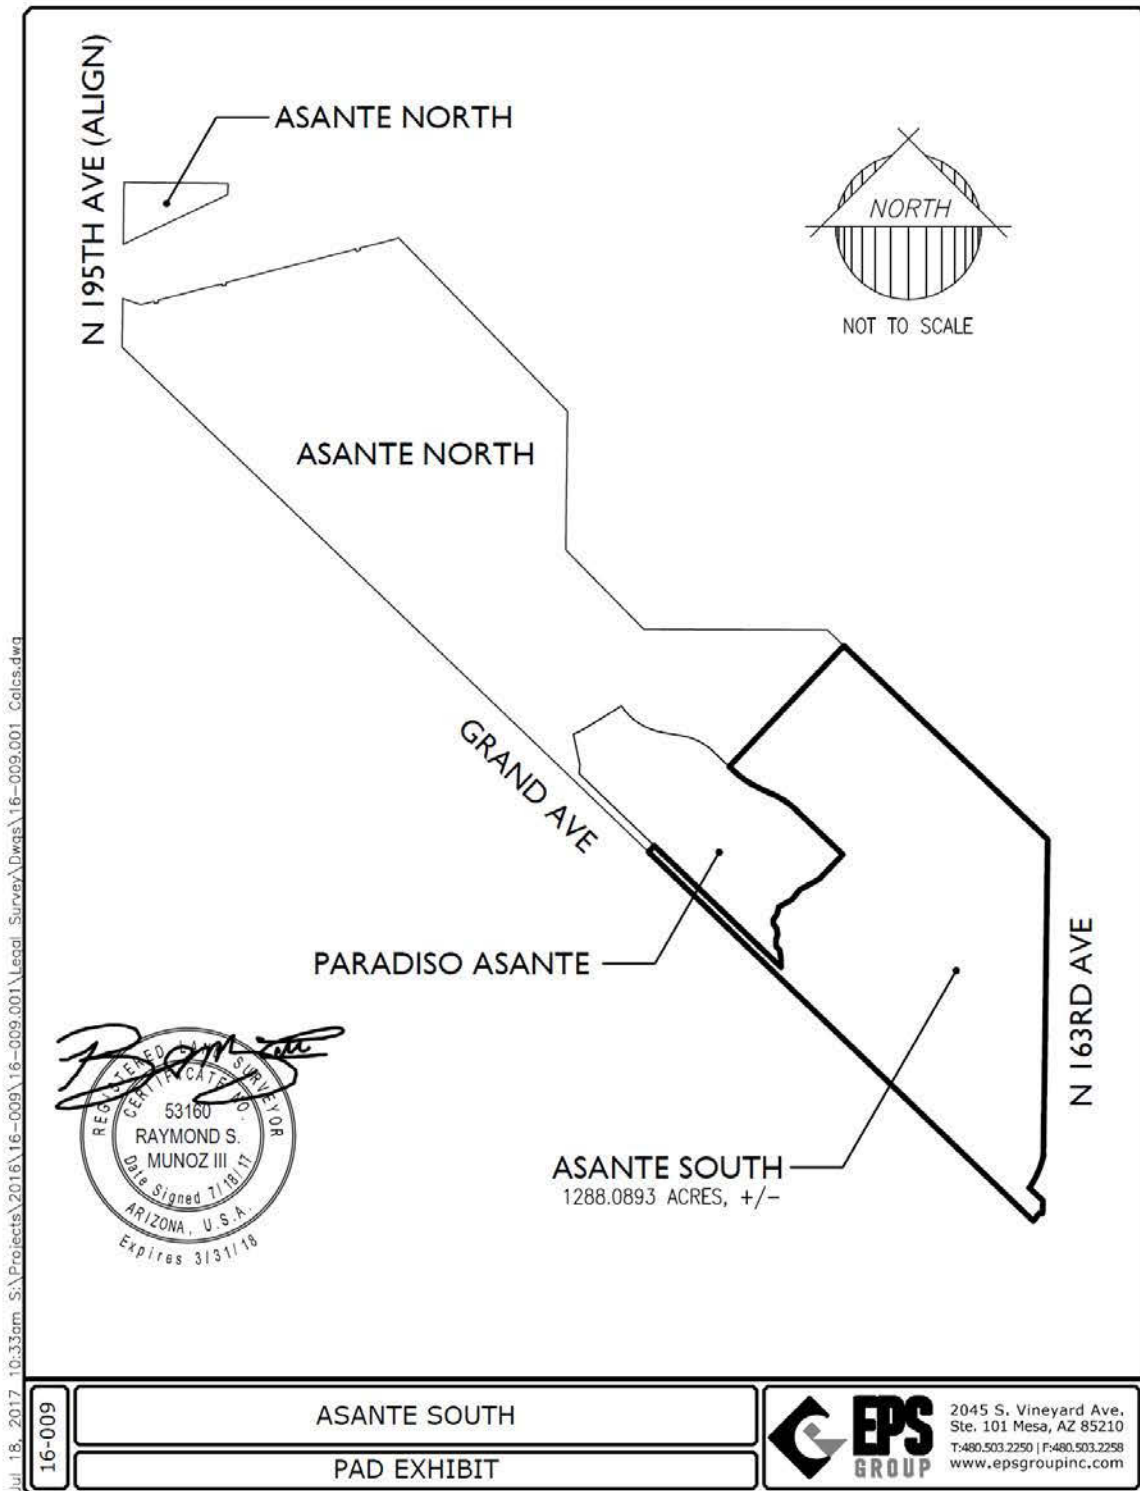 N 195TH AVE (ALIGN)
ASANTE NORTH
NORTH
NOT TO SCALE
ASANTE NORTH
GRAND AVE
PARADISO ASANTE
N 163RD AVE
ASANTE SOUTH
1288.0893 ACRES, +/-
REGISTERED LAND SURVEYOR
CERTIFICATE NO.
53160
RAYMOND S.
MUNOZ III
Date Signed 7/18/17
ARIZONA, U.S.A.
Expires 3/31/18
Jul 18, 2017 10:33am S:\Projects\2016\16-009\16-009.001\Legal Survey\Dwgs\16-009.001 Calcs.dwg
16-009
ASANTE SOUTH
PAD EXHIBIT
EPS
GROUP
2045 S. Vineyard Ave.
Ste. 101 Mesa, AZ 85210
T:480.503.2250 | F:480.503.2258
www.epsgroupinc.com